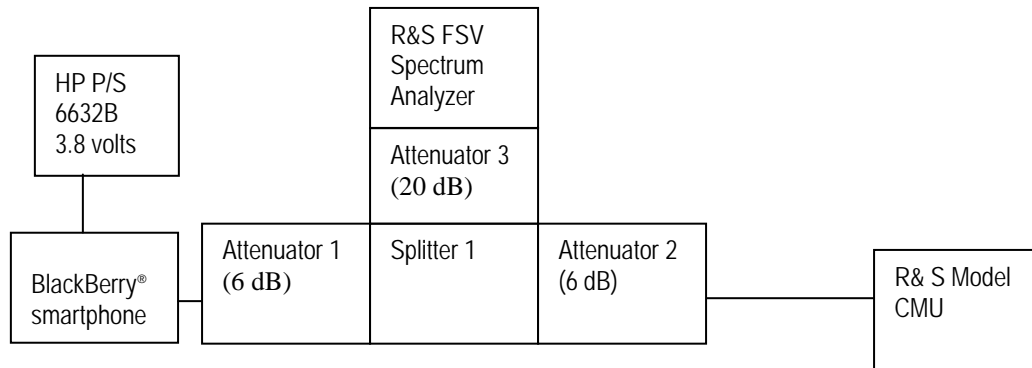 R&S FSV
Spectrum
Analyzer
HP P/S
6632B
3.8 volts
Attenuator 3
(20 dB)
BlackBerry®
smartphone
Attenuator 1
(6 dB)
Splitter 1
Attenuator 2
(6 dB)
R& S Model
CMU